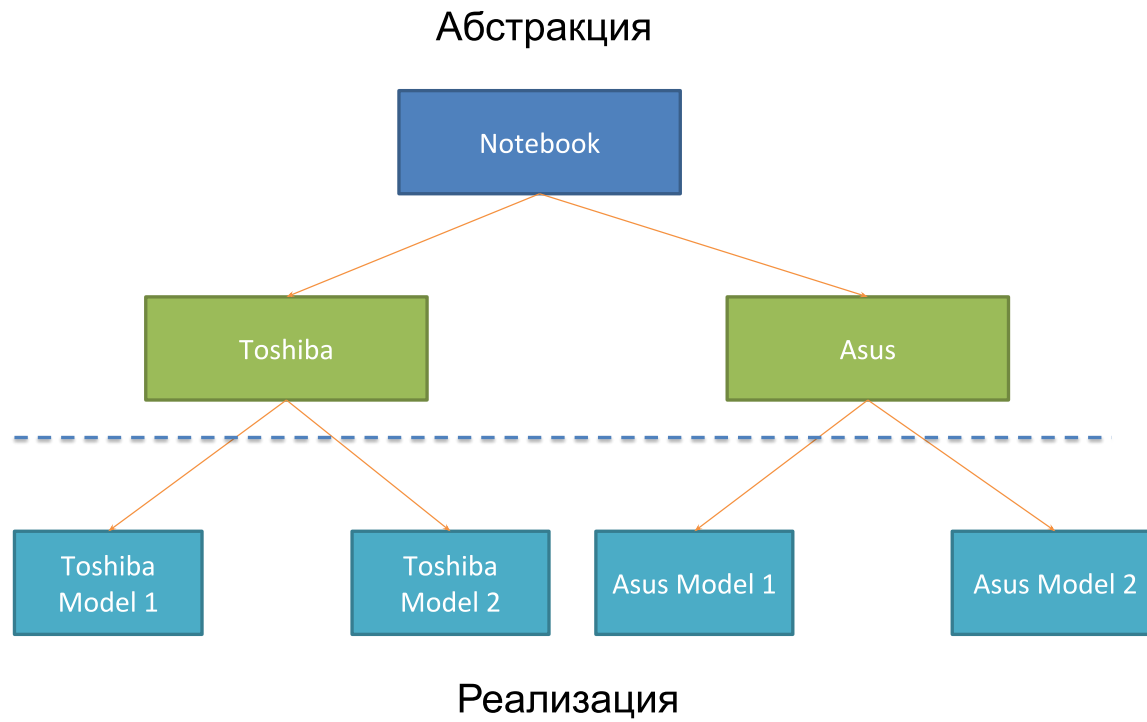 Абстракция
Notebook
Toshiba
Asus
Toshiba
Model 1
Toshiba
Model 2
Asus Model 1
Asus Model 2
Реализация